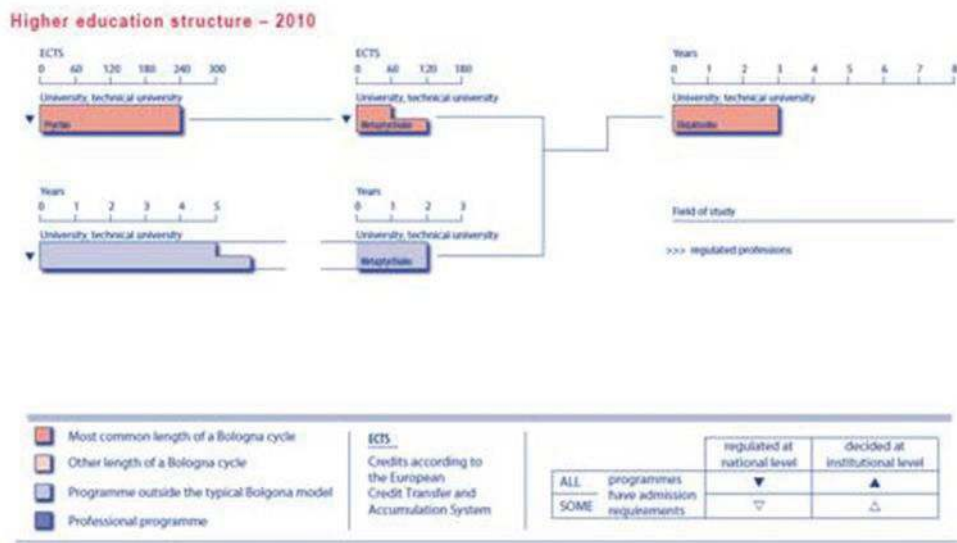 Higher education structure – 2010
ECTS
0 60 120 180 240 300
University, technical university
Ptychio
ECTS
0 60 120 180
University, technical university
Metaptychiako
Years
0 1 2 3 4 5 6 7 8
University, technical university
Years
0 1 2 3 4 5
University, technical university
Years
0 1 2 3
University, technical university
Metaptychiako
Field of study
>>> regulated professions
Most common length of a Bologna cycle
Other length of a Bologna cycle
Programme outside the typical Bolgona model
Professional programme
ECTS
Credits according to
the European
Credit Transfer and
Accumulation System
regulated at
national level
decided at
institutional level
ALL
SOME
programmes
have admission
requirements